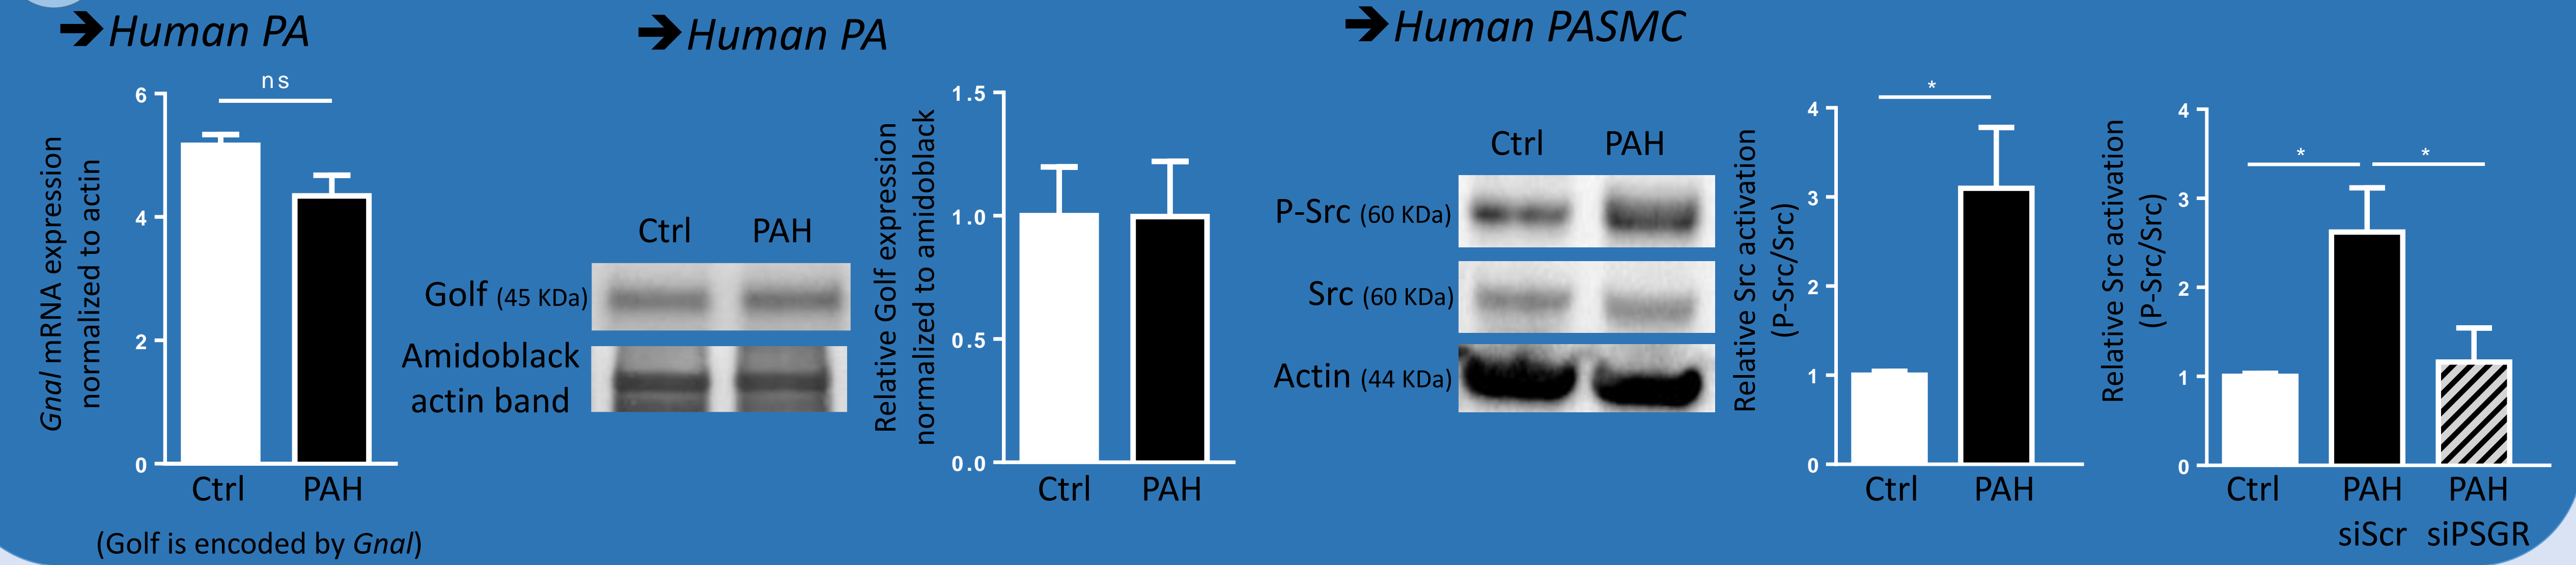 ➔Human PA
ns
6
4
2
0
Gnal mRNA expression
normalized to actin
Ctrl PAH
(Golf is encoded by Gnal)
➔Human PA
Ctrl PAH
Golf (45 KDa)
Amidoblack
actin band
1.5
1.0
0.5
0.0
Relative Golf expression
normalized to amidoblack
Ctrl PAH
➔Human PASMC
Ctrl PAH
P-Src (60 KDa)
Src (60 KDa)
Actin (44 KDa)
*
4
3
2
1
0
Relative Src activation
(P-Src/Src)
Ctrl PAH
* *
4
3
2
1
0
Relative Src activation
(P-Src/Src)
Ctrl PAH PAH
siScr siPSGR